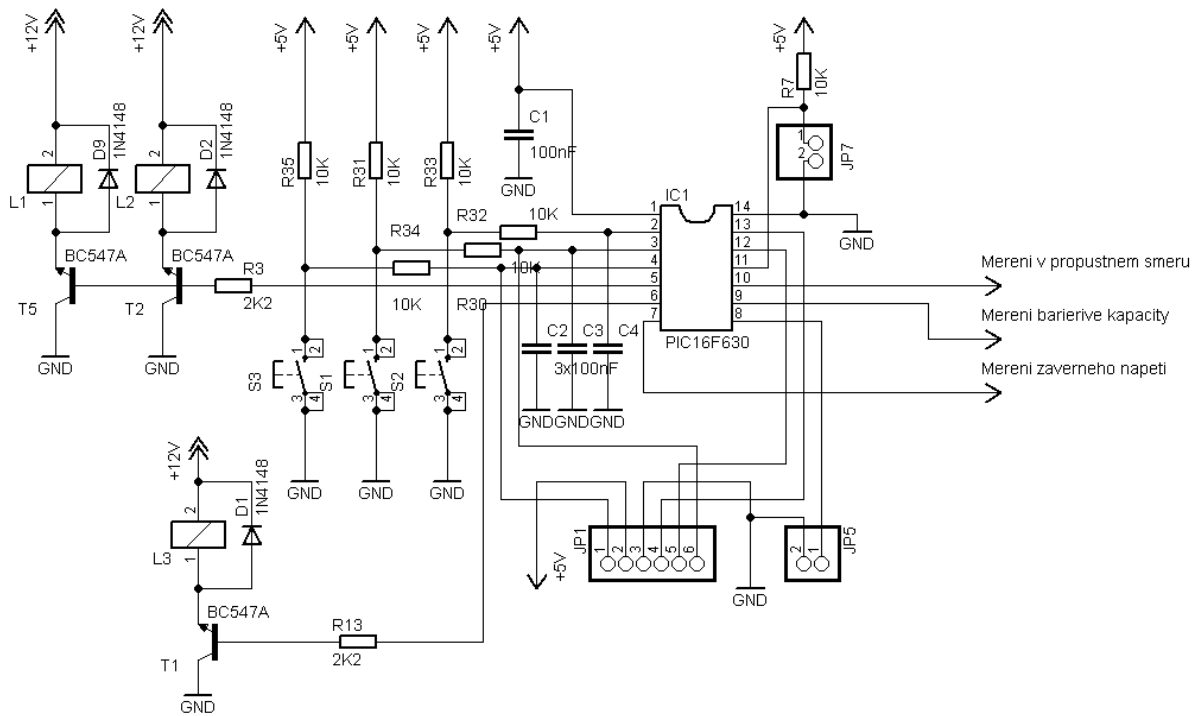 +12V
+12V
+5V
+5V
+5V
+5V
+5V
R7
10K
C1
100nF
GND
1
2
JP7
GND
D9
1N4148
D2
1N4148
2
1
L1
2
1
L2
R35
10K
R31
10K
R33
10K
IC1
R32
10K
R34
10K
10K
R30
1
2
3
4
5
6
7
14
13
12
11
10
9
8
PIC16F630
BC547A
BC547A
T5
T2
R3
2K2
GND
GND
Mereni v propustnem smeru
Mereni barierive kapacity
Mereni zaverneho napeti
C2
C3
C4
3x100nF
GND
GND
GND
S3
1
2
3
4
S1
1
2
3
4
S2
1
2
3
4
GND
GND
GND
+12V
D1
1N4148
2
1
L3
BC547A
T1
R13
2K2
GND
+5V
JP1
1
2
3
4
5
6
GND
2
1
JP5